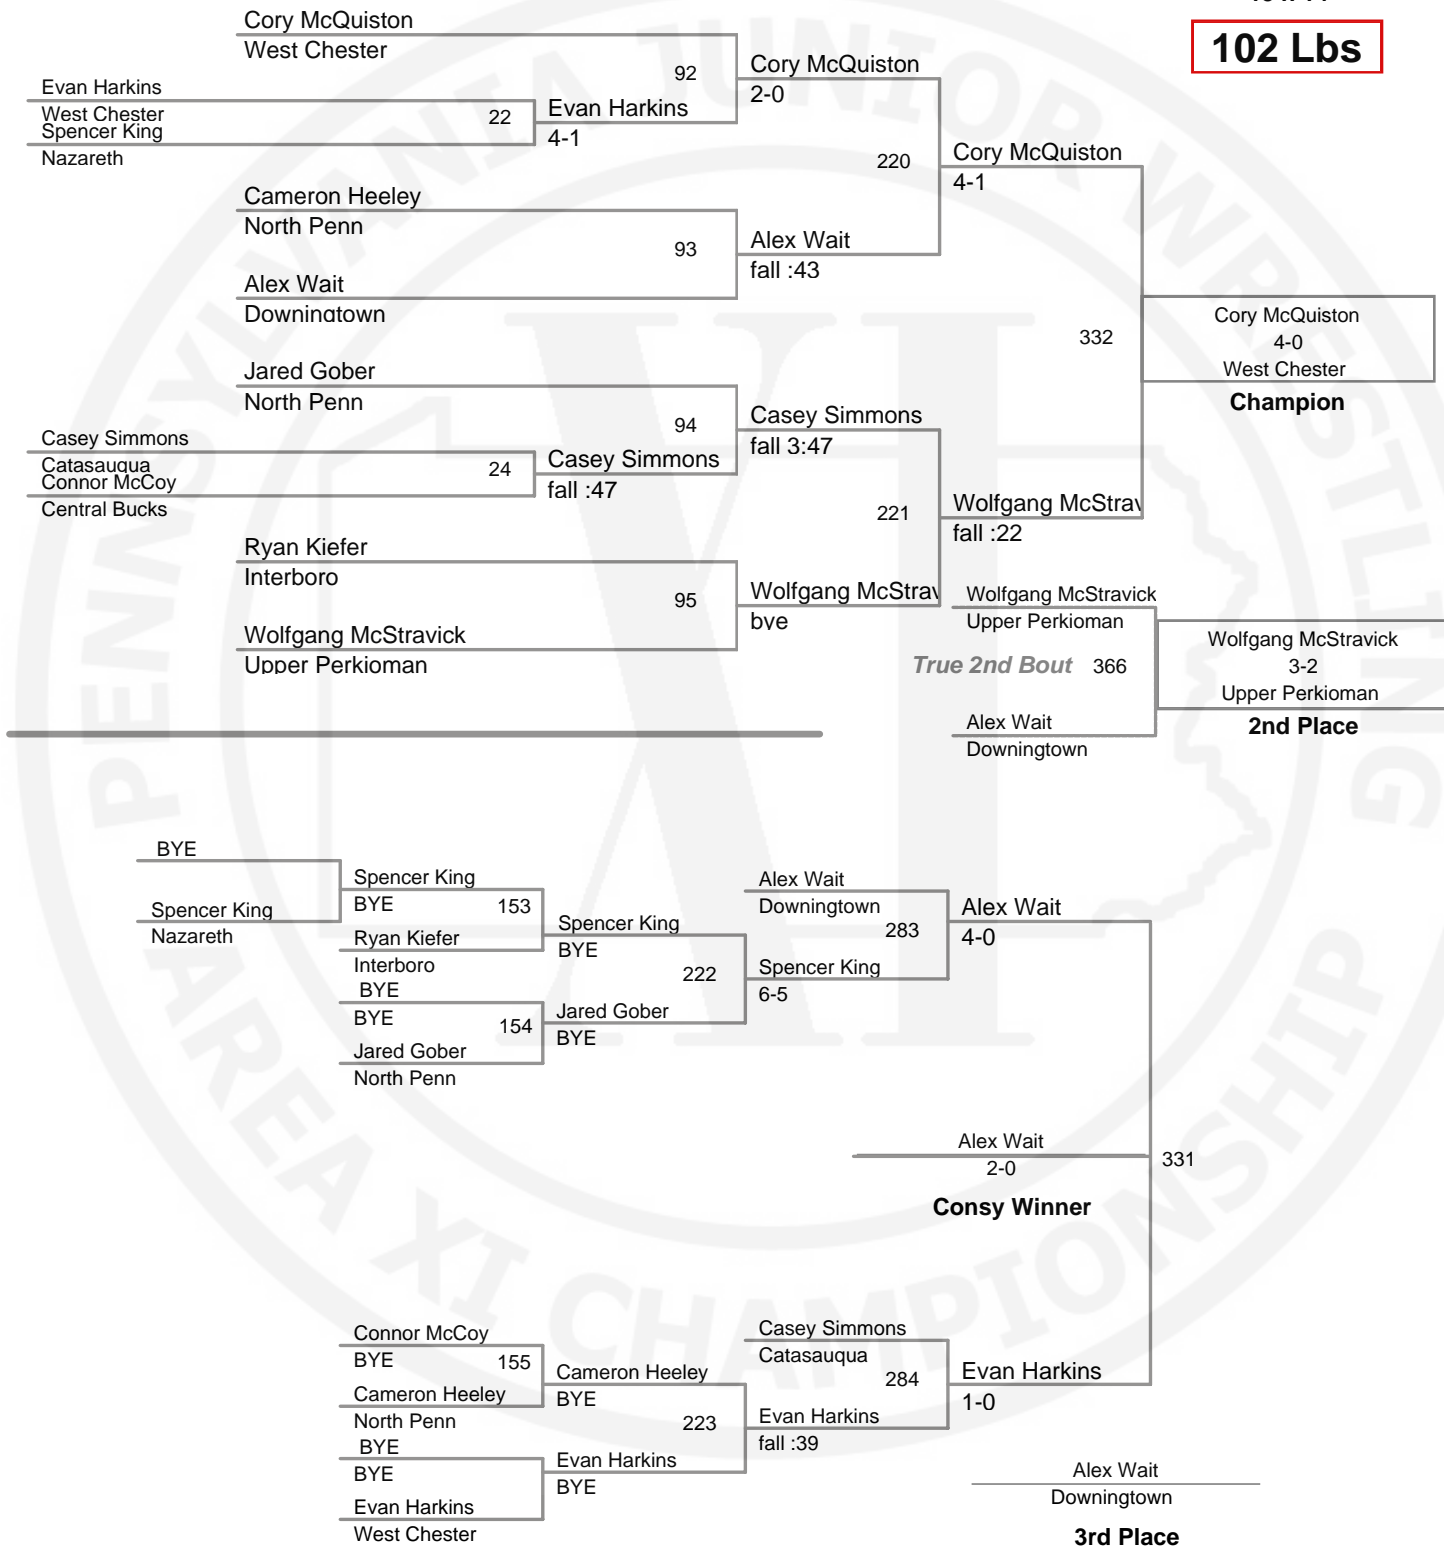 102 Lbs
Cory McQuiston
West Chester
92
Cory McQuiston
2-0
Evan Harkins
West Chester
Spencer King
Nazareth
22
Evan Harkins
4-1
220
Cory McQuiston
4-1
Cameron Heeley
North Penn
93
Alex Wait
fall :43
Alex Wait
Downingtown
332
Cory McQuiston
4-0
West Chester
Champion
Jared Gober
North Penn
94
Casey Simmons
fall 3:47
Casey Simmons
Catasauqua
Connor McCoy
Central Bucks
24
Casey Simmons
fall :47
221
Wolfgang McStrav
fall :22
Ryan Kiefer
Interboro
95
Wolfgang McStrav
bye
Wolfgang McStravick
Upper Perkioman
Wolfgang McStravick
Upper Perkioman
True 2nd Bout 366
Alex Wait
Downingtown
Wolfgang McStravick
3-2
Upper Perkioman
2nd Place
BYE
Spencer King
Nazareth
Spencer King
BYE
153
Ryan Kiefer
Interboro
Spencer King
BYE
222
BYE
BYE
154
Jared Gober
North Penn
Jared Gober
BYE
Alex Wait
Downingtown
283
Spencer King
6-5
Alex Wait
4-0
Alex Wait
2-0
331
Consy Winner
Connor McCoy
BYE
155
Cameron Heeley
North Penn
Cameron Heeley
BYE
223
BYE
BYE
Evan Harkins
West Chester
Evan Harkins
BYE
Casey Simmons
Catasauqua
284
Evan Harkins
fall :39
Evan Harkins
1-0
Alex Wait
Downingtown
3rd Place
PENNSYLVANIA JUNIOR WRESTLING
XI
AREA XI CHAMPIONSHIP